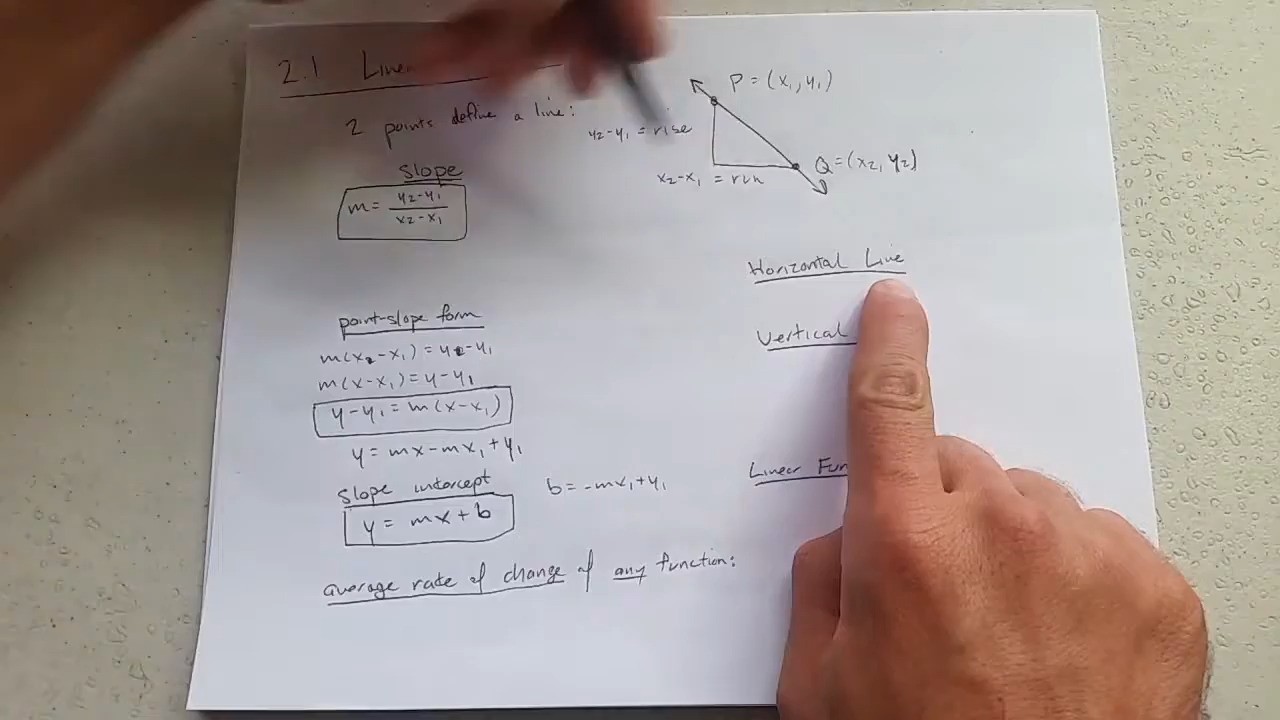 2.1
2 points define a line:
P = (x₁, y₁)
y₂-y₁ = rise
Q = (x₂, y₂)
x₂-x₁ = run
slope
m = y₂-y₁ / x₂-x₁
Horizontal Line
Vertical
point-slope form
m(x₂-x₁) = y₂-y₁
m(x-x₁) = y-y₁
y-y₁ = m(x-x₁)
y = mx-mx₁+y₁
Slope intercept
b = -mx₁+y₁
y = mx+b
Linear
average rate of change of any function: